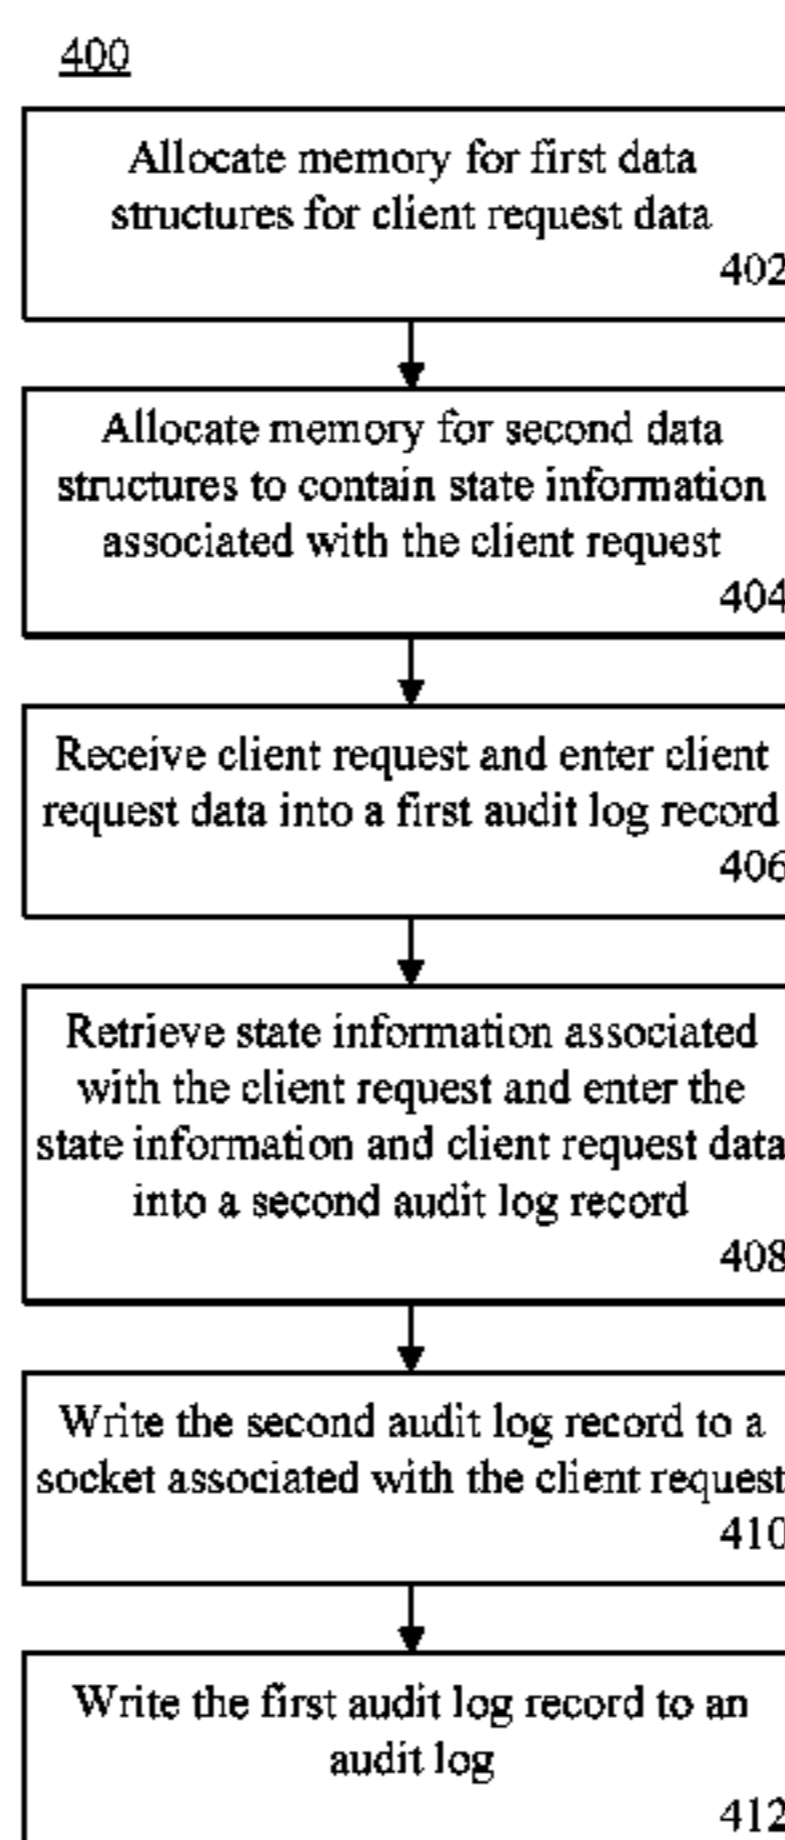 400
Allocate memory for first data
structures for client request data
402
Allocate memory for second data
structures to contain state information
associated with the client request
404
Receive client request and enter client
request data into a first audit log record
406
Retrieve state information associated
with the client request and enter the
state information and client request data
into a second audit log record
408
Write the second audit log record to a
socket associated with the client request
410
Write the first audit log record to an
audit log
412